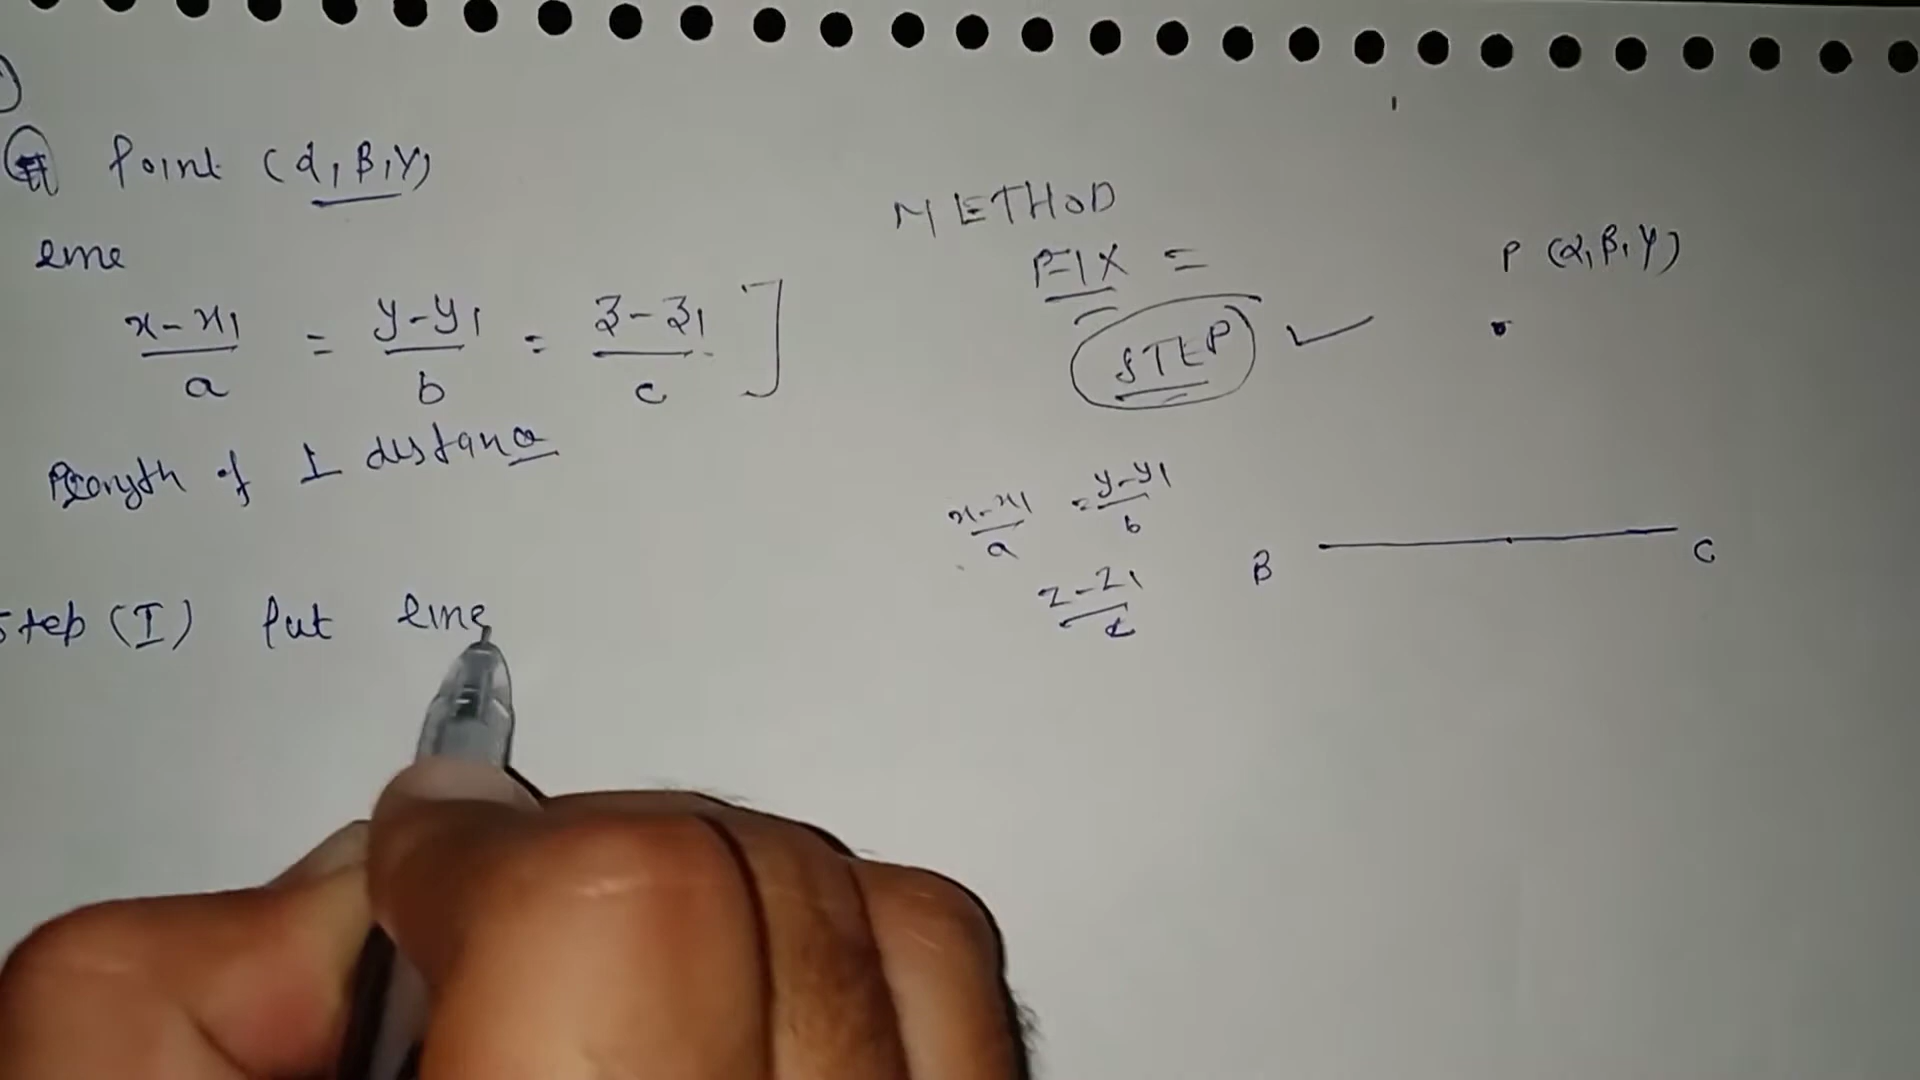 Point (α, β, γ)
line
x-x1/a = y-y1/b = z-z1/c ]
length of ⊥ distance
Step (I) Put line
METHOD
FIX =
STEP ✓
P (α, β, γ)
x-x1/a = y-y1/b
z-z1/c
B C